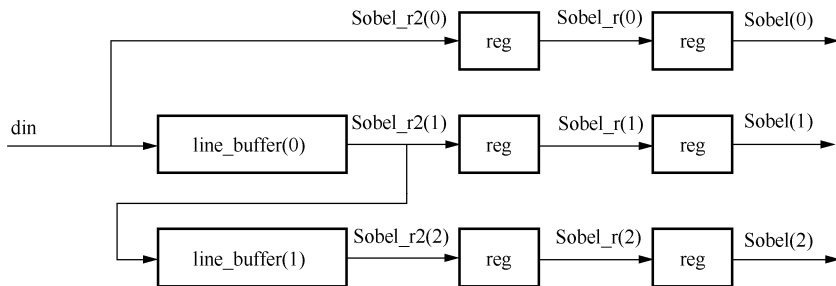 Sobel_r2(0) Sobel_r(0) Sobel(0)
reg reg
din line_buffer(0) Sobel_r2(1) reg Sobel_r(1) reg Sobel(1)
line_buffer(1) Sobel_r2(2) reg Sobel_r(2) reg Sobel(2)